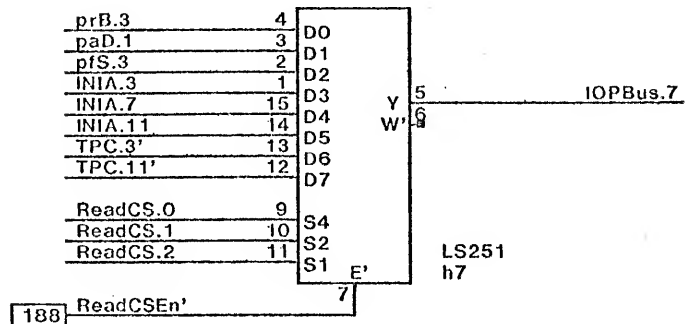 prB.3 4 D0
paD.1 3 D1
pfS.3 2 D2
INIA.3 1 D3
INIA.7 15 D4
INIA.11 14 D5
TPC.3' 13 D6
TPC.11' 12 D7
Y 5 IOPBus.7
W' 6
ReadCS.0 9 S4
ReadCS.1 10 S2
ReadCS.2 11 S1
E'
7
LS251
h7
188 ReadCSEn'